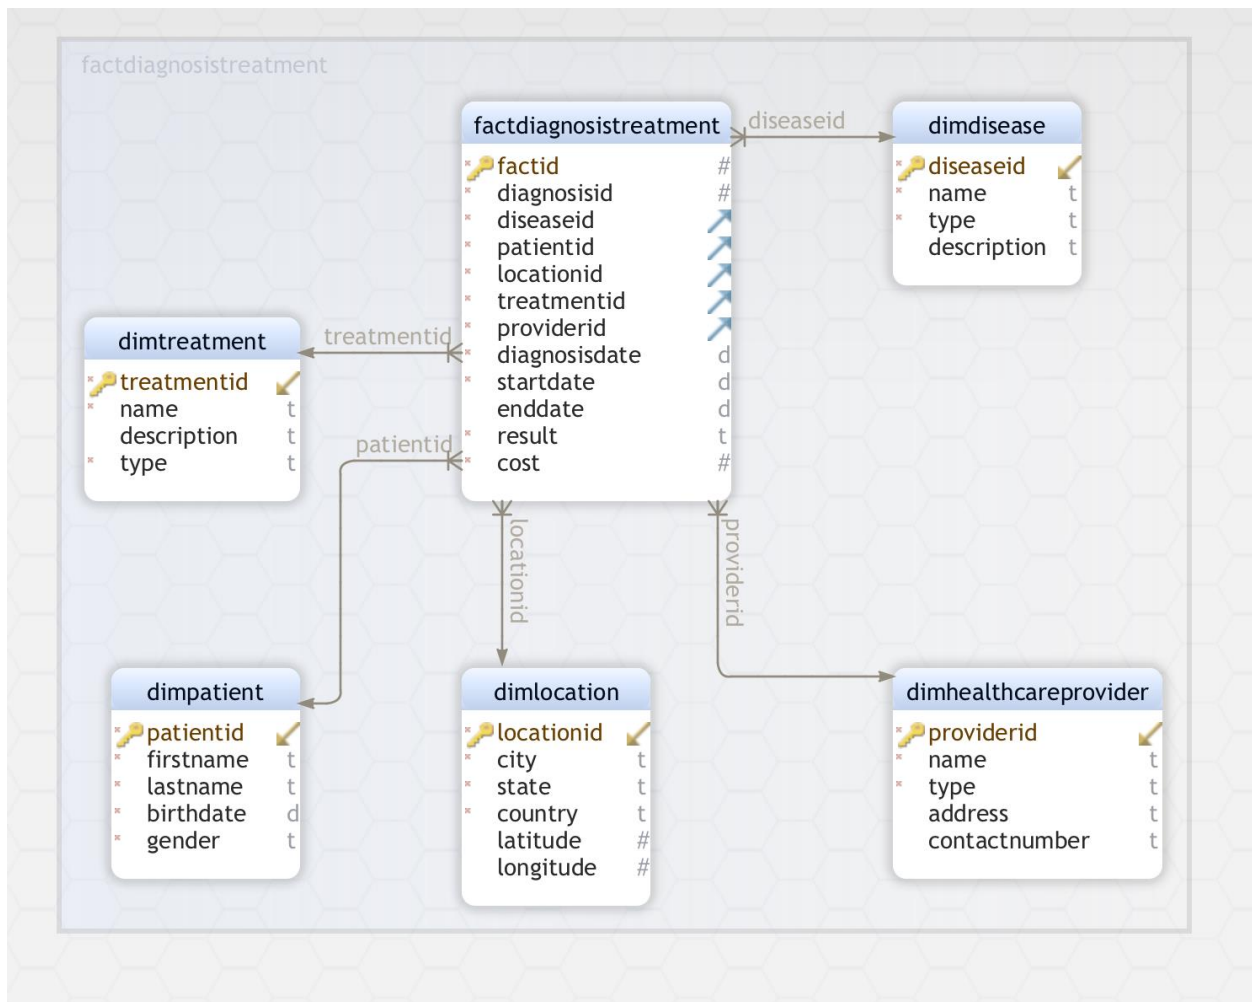 factdiagnosistreatment
factdiagnosistreatment
factid #
diagnosisid #
diseaseid
patientid
locationid
treatmentid
providerid
diagnosisdate d
startdate d
enddate d
result t
cost #
diseaseid
dimdisease
diseaseid
name t
type t
description t
treatmentid
dimtreatment
treatmentid
name t
description t
type t
patientid
locationid
providerid
dimpatient
patientid
firstname t
lastname t
birthdate d
gender t
dimlocation
locationid
city t
state t
country t
latitude #
longitude #
dimhealthcareprovider
providerid
name t
type t
address t
contactnumber t